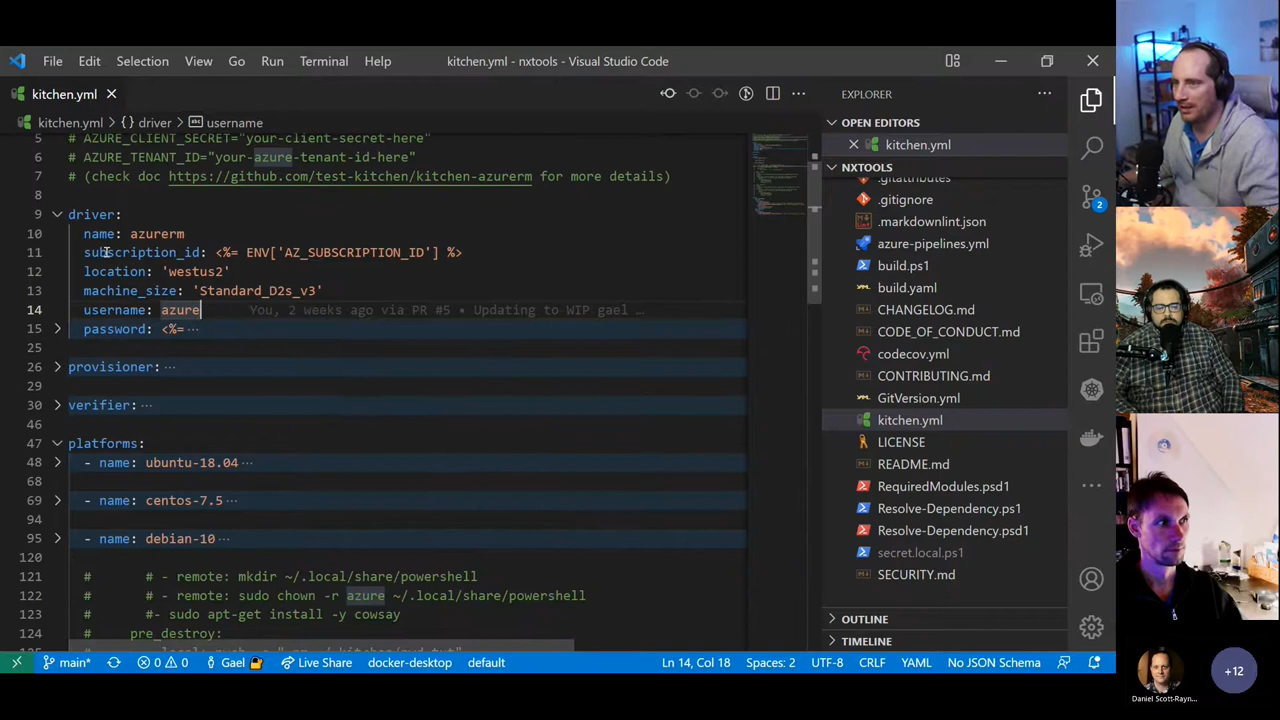 File Edit Selection View Go Run Terminal Help
kitchen.yml - nxtools - Visual Studio Code
kitchen.yml
kitchen.yml > {} driver > username
5 # AZURE_CLIENT_SECRET="your-client-secret-here"
6 # AZURE_TENANT_ID="your-azure-tenant-id-here"
7 # (check doc https://github.com/test-kitchen/kitchen-azurerm for more details)
8
9 driver:
10 name: azurerm
11 subscription_id: <%= ENV['AZ_SUBSCRIPTION_ID'] %>
12 location: 'westus2'
13 machine_size: 'Standard_D2s_v3'
14 username: azure You, 2 weeks ago via PR #5 • Updating to WIP gael …
15 password: <%= ···
25
26 provisioner: ···
29
30 verifier: ···
46
47 platforms:
48 - name: ubuntu-18.04 ···
68
69 - name: centos-7.5 ···
94
95 - name: debian-10 ···
120
121 # # - remote: mkdir ~/.local/share/powershell
122 # # - remote: sudo chown -r azure ~/.local/share/powershell
123 # #- sudo apt-get install -y cowsay
124 # pre_destroy:
EXPLORER
OPEN EDITORS
kitchen.yml
NXTOOLS
.gitattributes
.gitignore
.markdownlint.json
azure-pipelines.yml
build.ps1
build.yaml
CHANGELOG.md
CODE_OF_CONDUCT.md
codecov.yml
CONTRIBUTING.md
GitVersion.yml
kitchen.yml
LICENSE
README.md
RequiredModules.psd1
Resolve-Dependency.ps1
Resolve-Dependency.psd1
secret.local.ps1
SECURITY.md
OUTLINE
TIMELINE
2
main* 0 0 Gael Live Share docker-desktop default Ln 14, Col 18 Spaces: 2 UTF-8 CRLF YAML No JSON Schema
Daniel Scott-Rayn...
+12